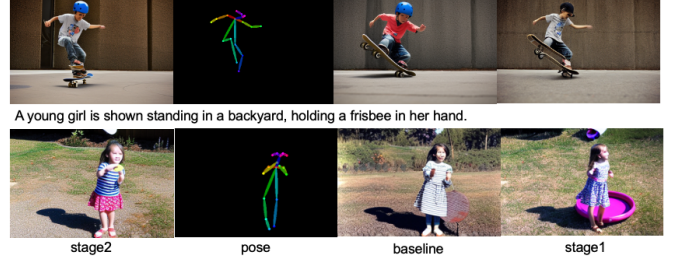 A young girl is shown standing in a backyard, holding a frisbee in her hand.
stage2
pose
baseline
stage1